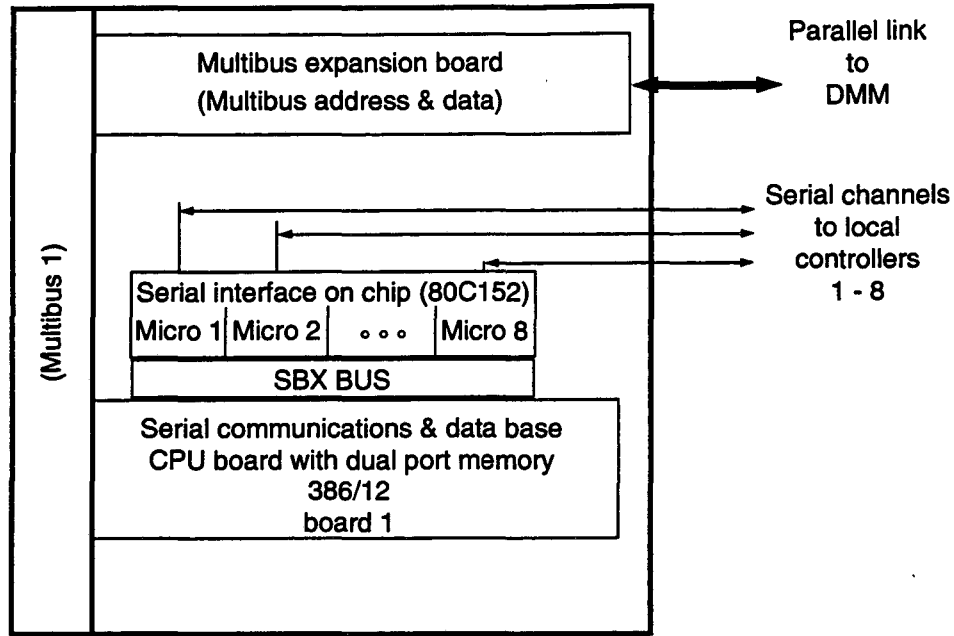 Multibus expansion board
(Multibus address & data)
Parallel link
to
DMM
Serial channels
to local
controllers
1 - 8
(Multibus 1)
Serial interface on chip (80C152)
Micro 1 Micro 2 ∘∘∘ Micro 8
SBX BUS
Serial communications & data base
CPU board with dual port memory
386/12
board 1